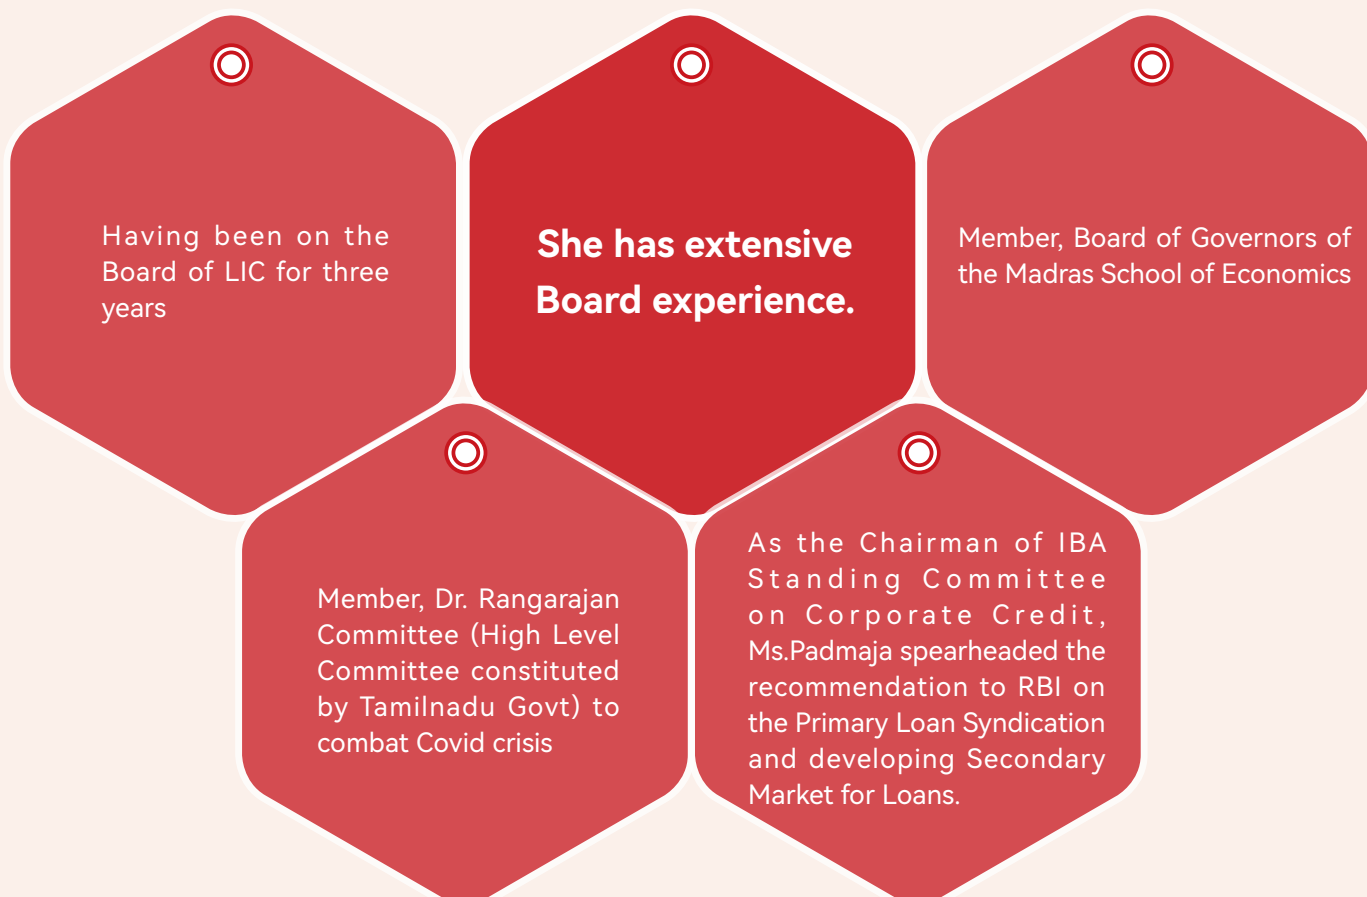 Having been on the
Board of LIC for three
years
She has extensive
Board experience.
Member, Board of Governors of
the Madras School of Economics
Member, Dr. Rangarajan
Committee (High Level
Committee constituted
by Tamilnadu Govt) to
combat Covid crisis
As the Chairman of IBA
Standing Committee
on Corporate Credit,
Ms.Padmaja spearheaded the
recommendation to RBI on
the Primary Loan Syndication
and developing Secondary
Market for Loans.